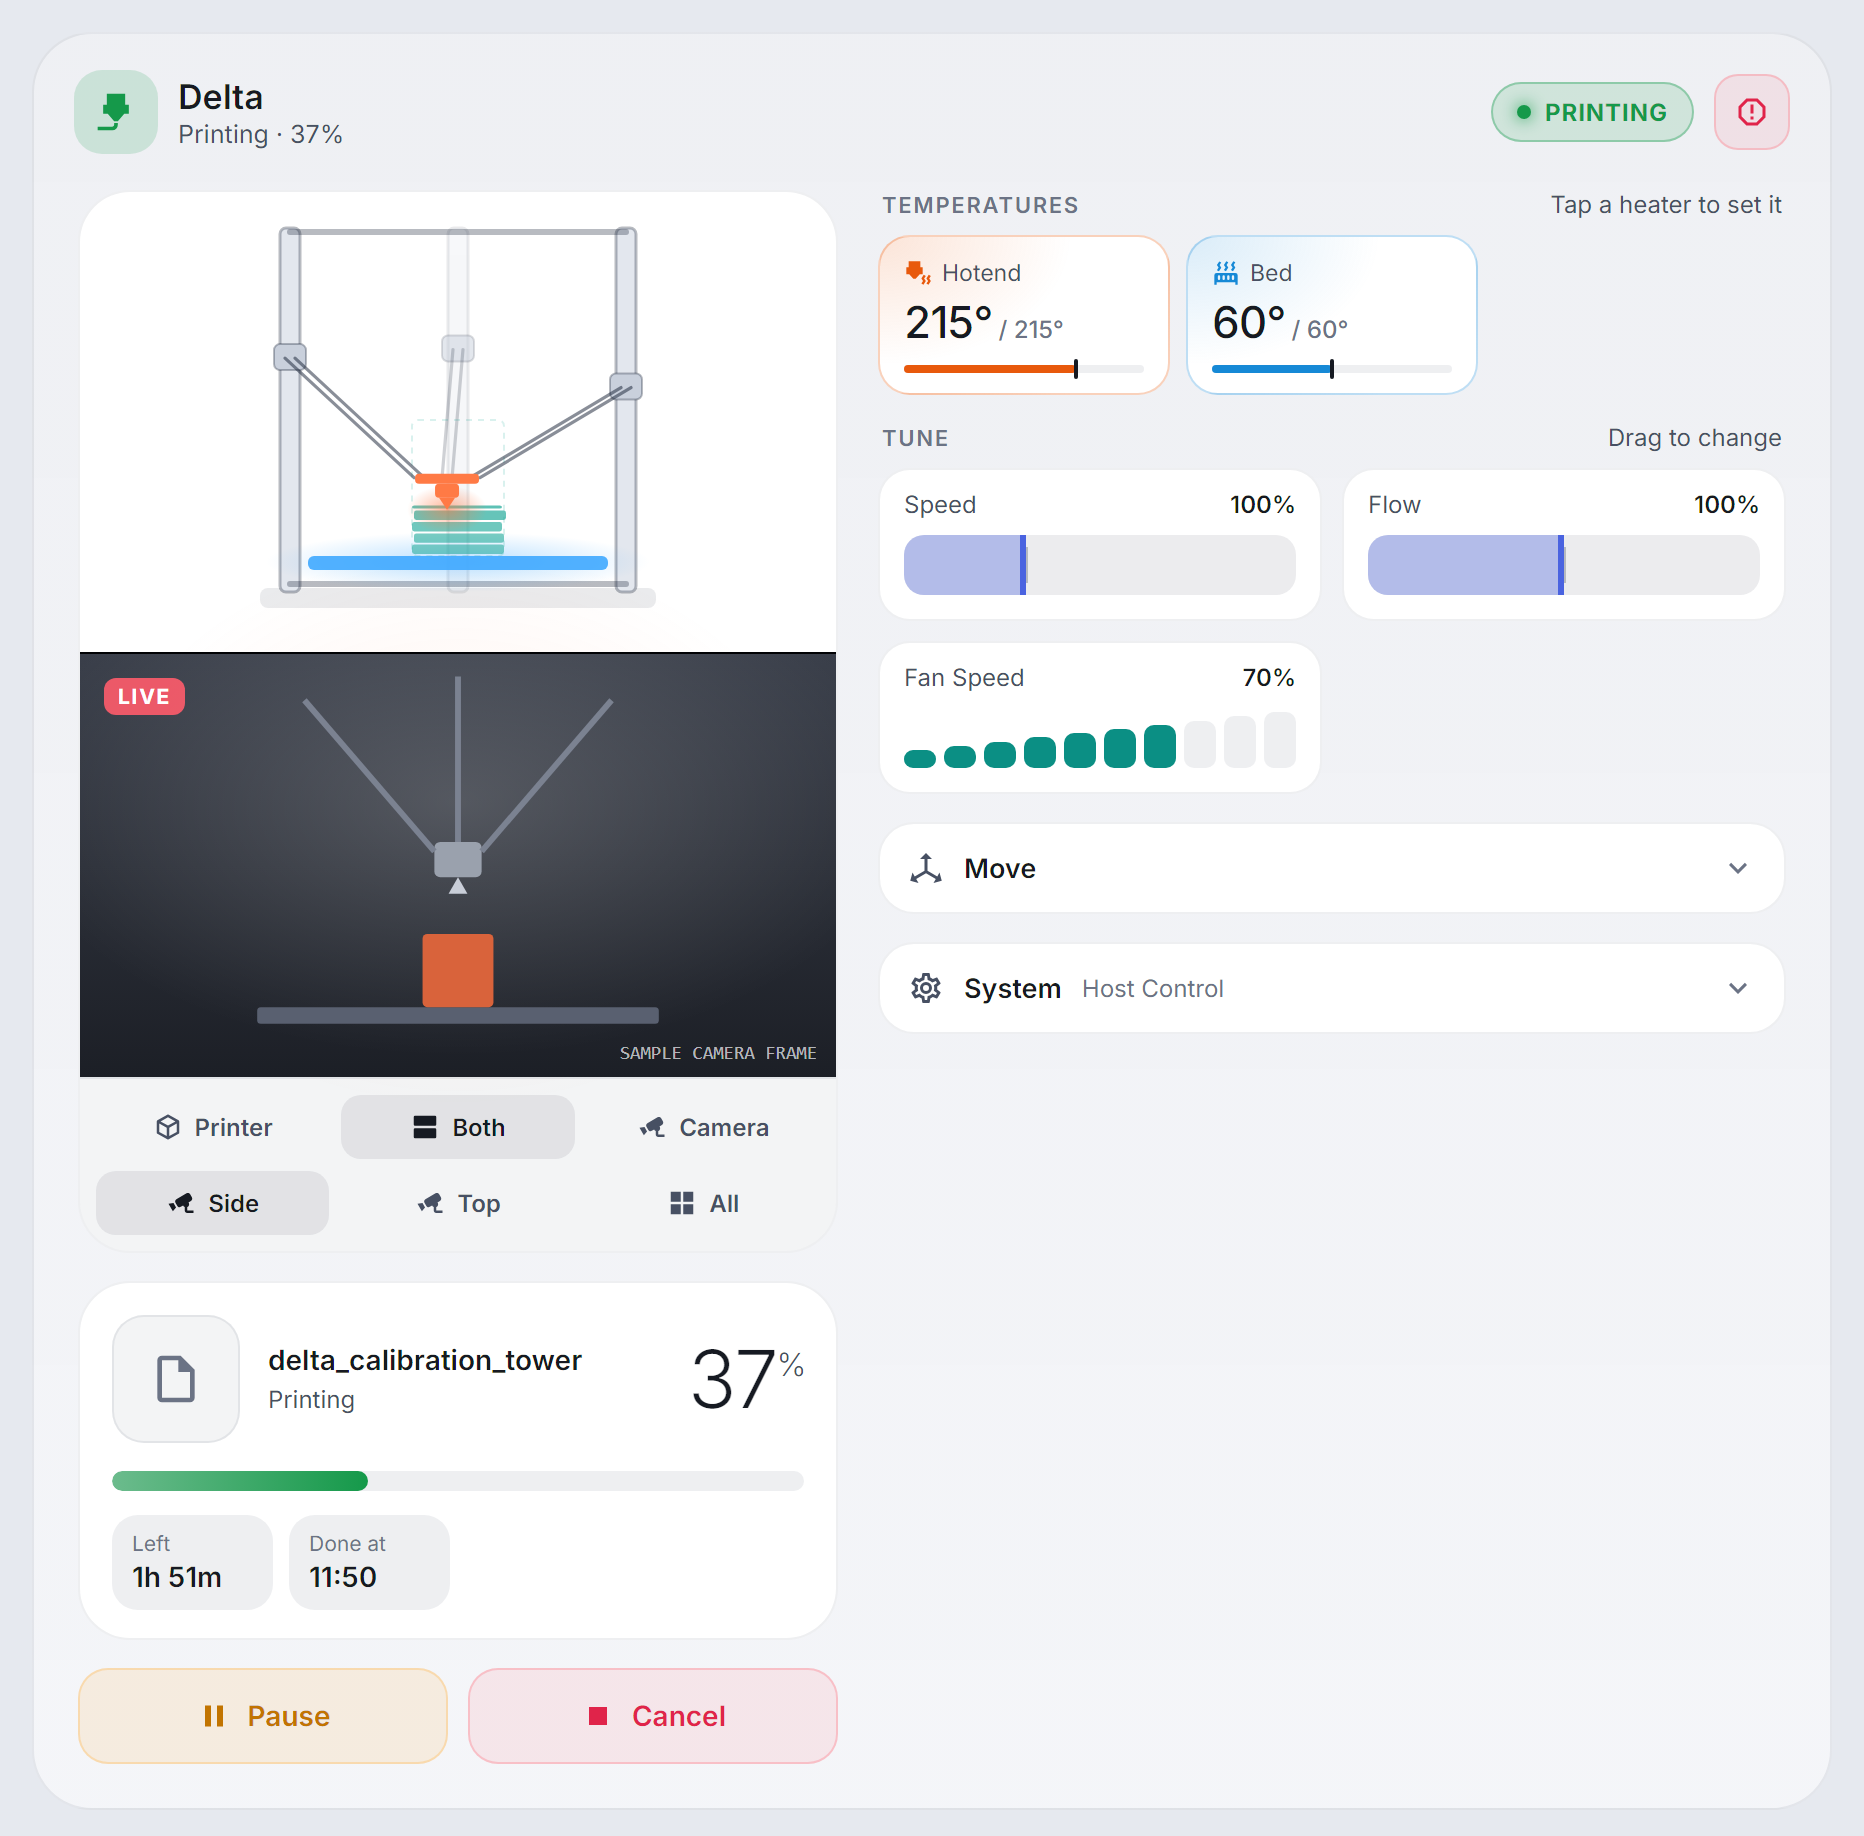 Delta
Printing · 37%
PRINTING
LIVE
SAMPLE CAMERA FRAME
Printer
Both
Camera
Side
Top
All
delta_calibration_tower
Printing
37%
Left
1h 51m
Done at
11:50
Pause
Cancel
TEMPERATURES
Tap a heater to set it
Hotend
215° / 215°
Bed
60° / 60°
TUNE
Drag to change
Speed
100%
Flow
100%
Fan Speed
70%
Move
System Host Control